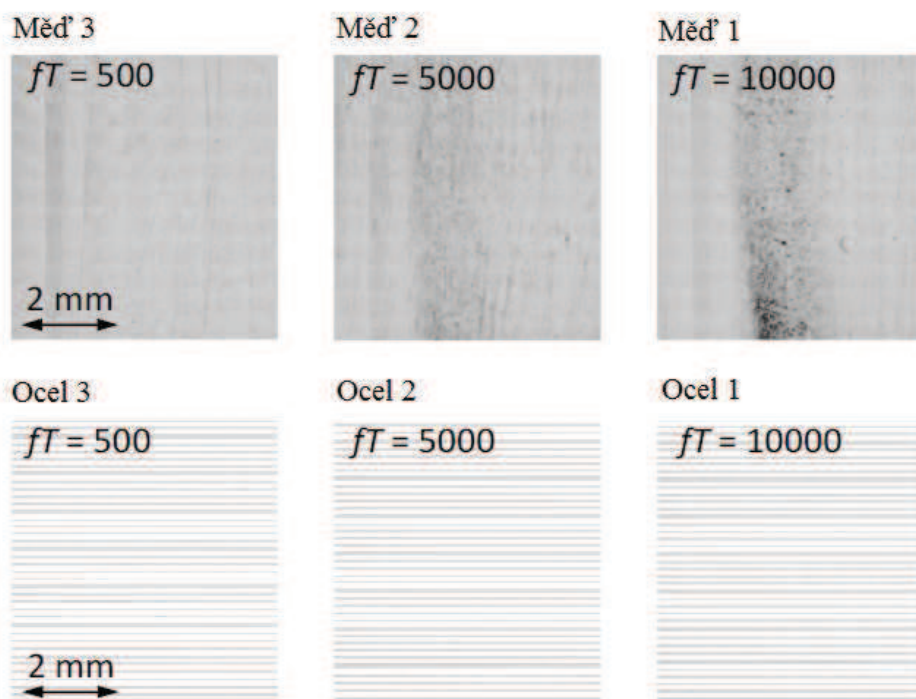 Měď 3
Měď 2
Měď 1
fT = 500
fT = 5000
fT = 10000
2 mm
Ocel 3
Ocel 2
Ocel 1
fT = 500
fT = 5000
fT = 10000
2 mm